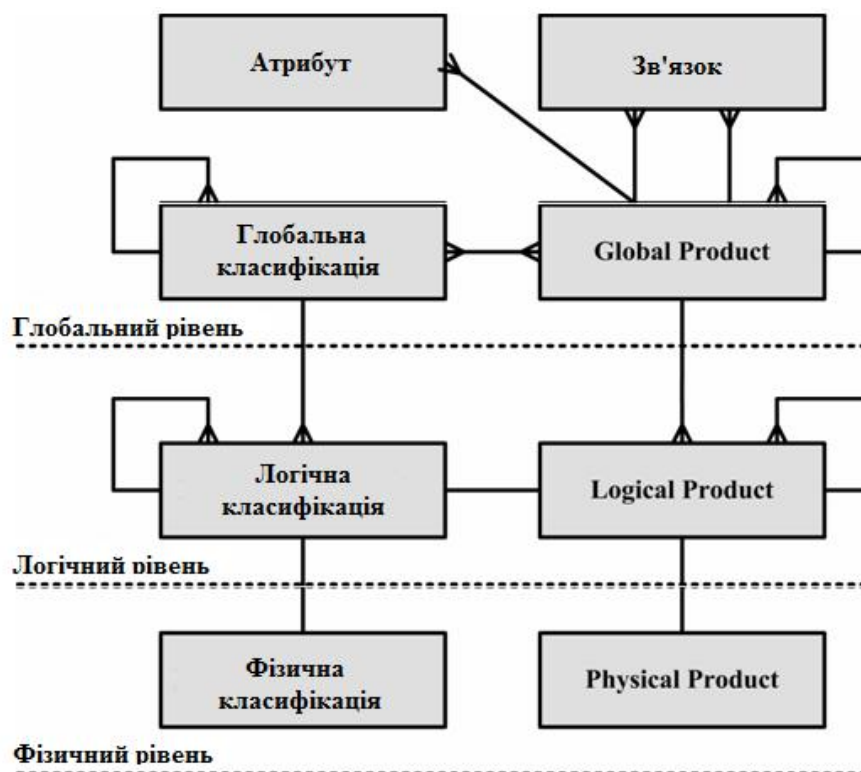 Атрибут
Зв'язок
Глобальна
класифікація
Global Product
Глобальний рівень
Логічна
класифікація
Logical Product
Логічний рівень
Фізична
класифікація
Physical Product
Фізичний рівень